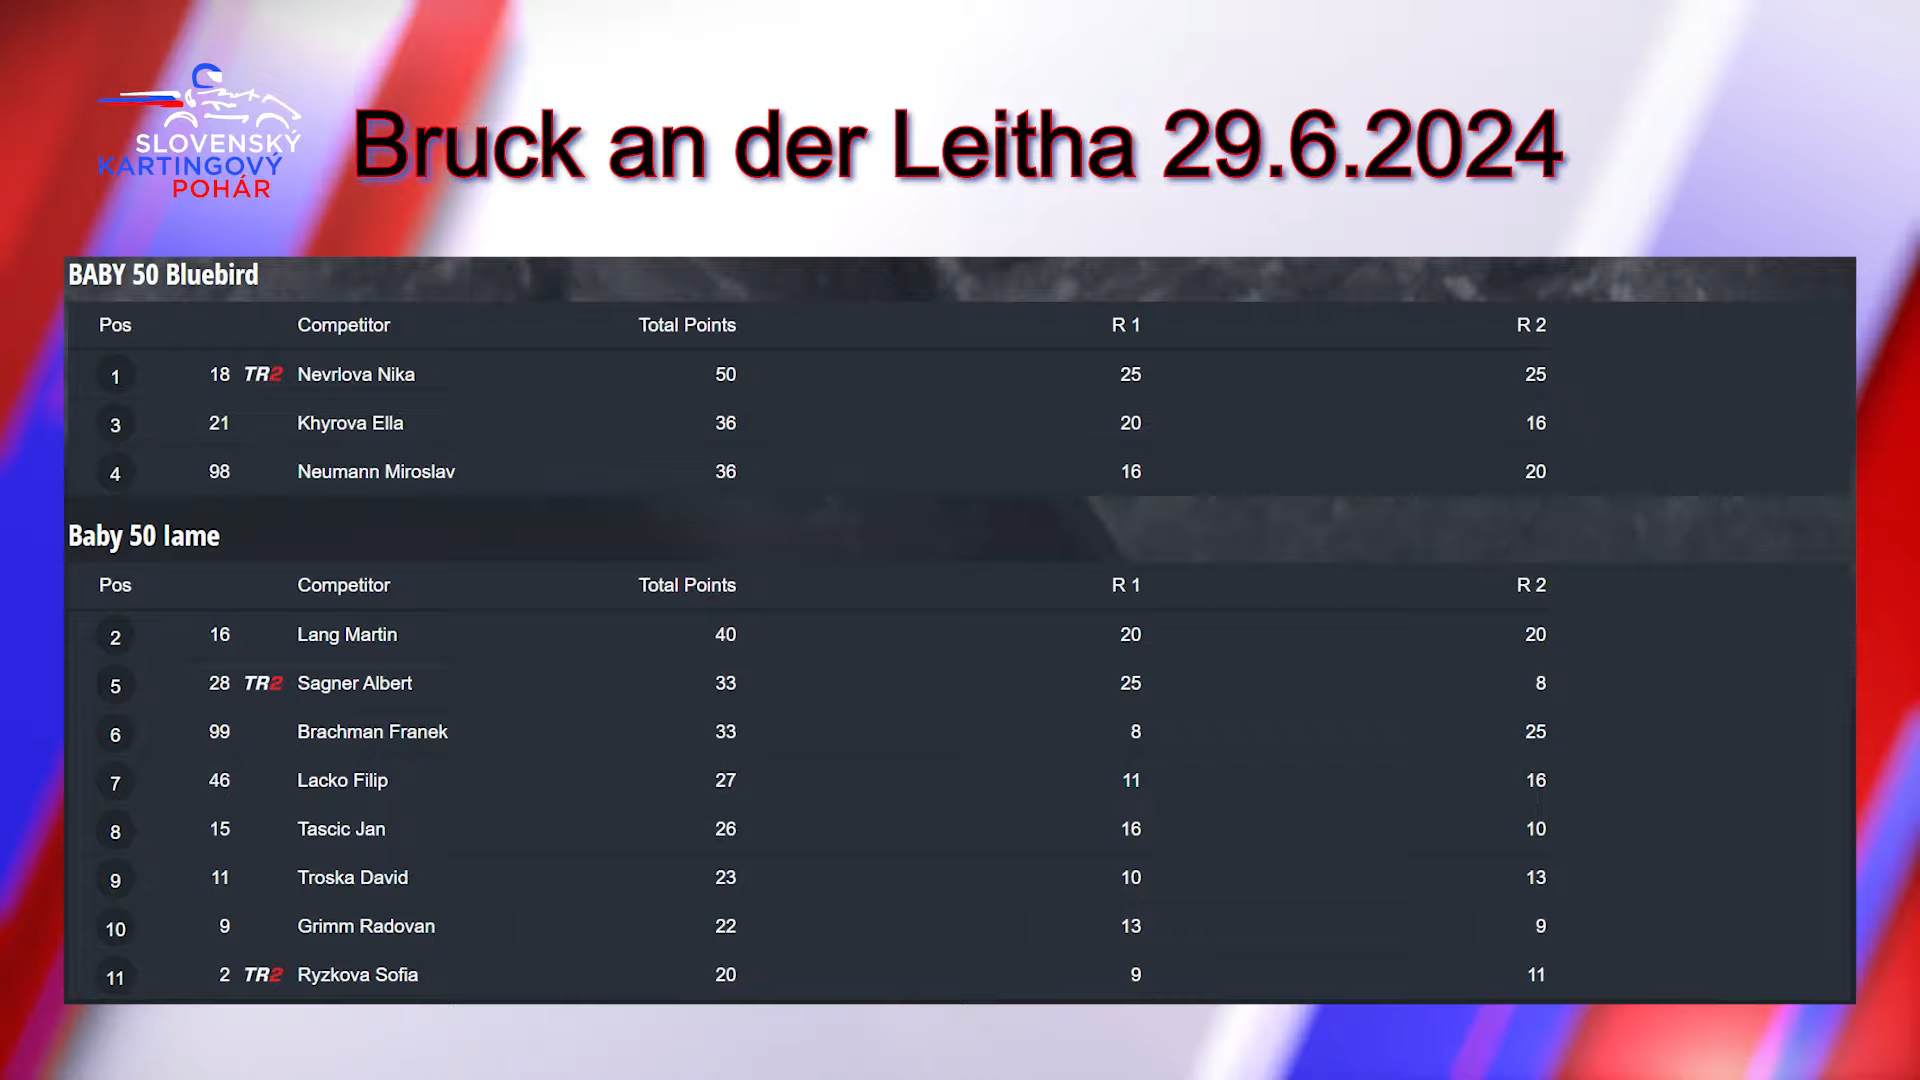 SLOVENSKÝ
KARTINGOVÝ
POHÁR
Bruck an der Leitha 29.6.2024
BABY 50 Bluebird
Pos Competitor Total Points R 1 R 2
1 18 TR2 Nevrlova Nika 50 25 25
3 21 Khyrova Ella 36 20 16
4 98 Neumann Miroslav 36 16 20
Baby 50 Iame
Pos Competitor Total Points R 1 R 2
2 16 Lang Martin 40 20 20
5 28 TR2 Sagner Albert 33 25 8
6 99 Brachman Franek 33 8 25
7 46 Lacko Filip 27 11 16
8 15 Tascic Jan 26 16 10
9 11 Troska David 23 10 13
10 9 Grimm Radovan 22 13 9
11 2 TR2 Ryzkova Sofia 20 9 11